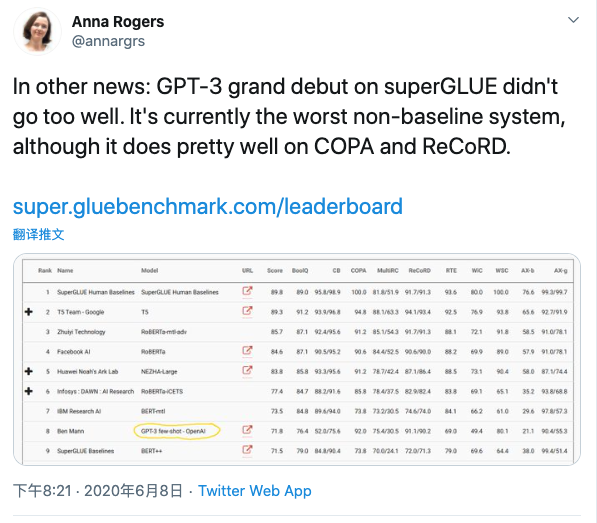 Anna Rogers
@annargrs
In other news: GPT-3 grand debut on superGLUE didn't
go too well. It's currently the worst non-baseline system,
although it does pretty well on COPA and ReCoRD.
super.gluebenchmark.com/leaderboard
翻译推文
Rank Name Model URL Score BoolQ CB COPA MultiRC ReCoRD RTE WiC WSC AX-b AX-g
1 SuperGLUE Human Baselines SuperGLUE Human Baselines 89.8 89.0 95.8/98.9 100.0 81.8/51.9 91.7/91.3 93.6 80.0 100.0 76.6 99.3/99.7
+ 2 T5 Team - Google T5 89.3 91.2 93.9/96.8 94.8 88.1/63.3 94.1/93.4 92.5 76.9 93.8 65.6 92.7/91.9
3 Zhuiyi Technology RoBERTa-mtl-adv 85.7 87.1 92.4/95.6 91.2 85.1/54.3 91.7/91.3 88.1 72.1 91.8 58.5 91.0/78.1
4 Facebook AI RoBERTa 84.6 87.1 90.5/95.2 90.6 84.4/52.5 90.6/90.0 88.2 69.9 89.0 57.9 91.0/78.1
+ 5 Huawei Noah's Ark Lab NEZHA-Large 83.8 85.8 93.3/95.6 91.2 78.7/42.4 87.1/86.4 88.5 73.1 90.4 58.0 87.1/74.4
+ 6 Infosys : DAWN : AI Research RoBERTa-iCETS 77.4 84.7 88.2/91.6 85.8 78.4/37.5 82.9/82.4 83.8 69.1 65.1 35.2 93.8/68.8
7 IBM Research AI BERT-mtl 73.5 84.8 89.6/94.0 73.8 73.2/30.5 74.6/74.0 84.1 66.2 61.0 29.6 97.8/57.3
8 Ben Mann GPT-3 few-shot - OpenAI 71.8 76.4 52.0/75.6 92.0 75.4/30.5 91.1/90.2 69.0 49.4 80.1 21.1 90.4/55.3
9 SuperGLUE Baselines BERT++ 71.5 79.0 84.8/90.4 73.8 70.0/24.1 72.0/71.3 79.0 69.6 64.4 38.0 99.4/51.4
下午8:21 · 2020年6月8日 · Twitter Web App